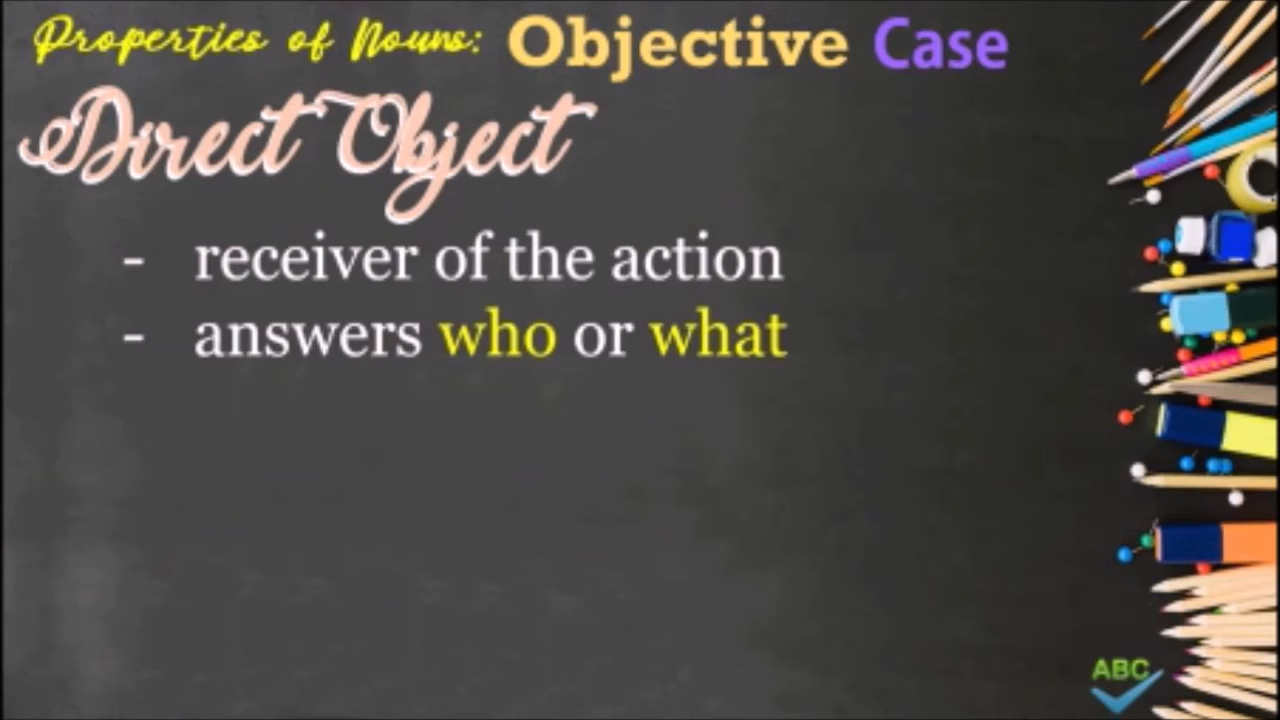 Properties of Nouns: Objective Case
Direct Object
- receiver of the action
- answers who or what
ABC